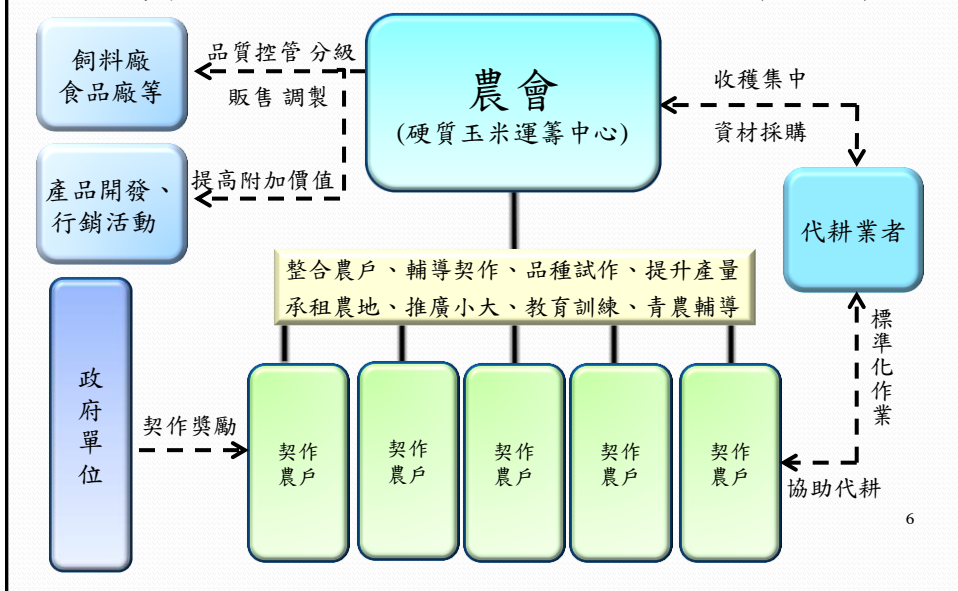 飼料廠
食品廠等
品質控管 分級
販售 調製
農會
(硬質玉米運籌中心)
收穫集中
資材採購
產品開發、
行銷活動
提高附加價值
代耕業者
整合農戶、輔導契作、品種試作、提升產量
承租農地、推廣小大、教育訓練、青農輔導
標準化作業
政府單位
契作獎勵
契作
農戶
契作
農戶
契作
農戶
契作
農戶
契作
農戶
協助代耕
6